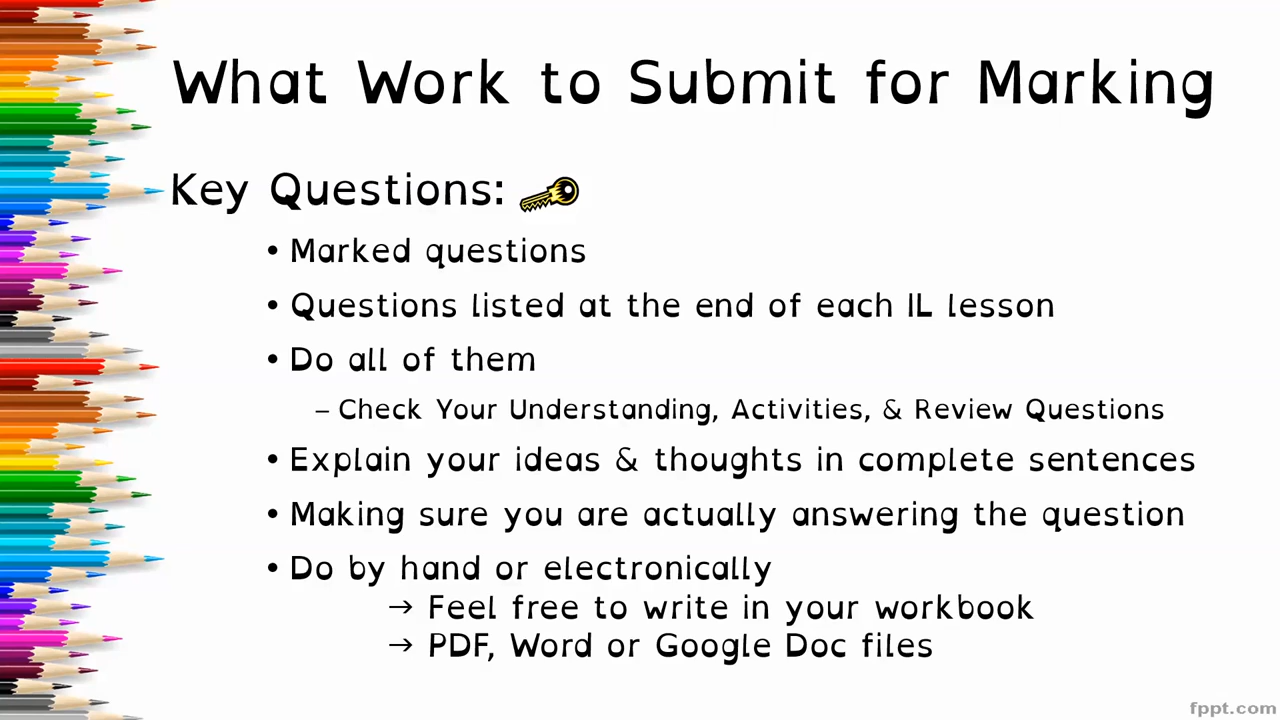 What Work to Submit for Marking
Key Questions:
• Marked questions
• Questions listed at the end of each IL lesson
• Do all of them
– Check Your Understanding, Activities, & Review Questions
• Explain your ideas & thoughts in complete sentences
• Making sure you are actually answering the question
• Do by hand or electronically
→ Feel free to write in your workbook
→ PDF, Word or Google Doc files
fppt.com